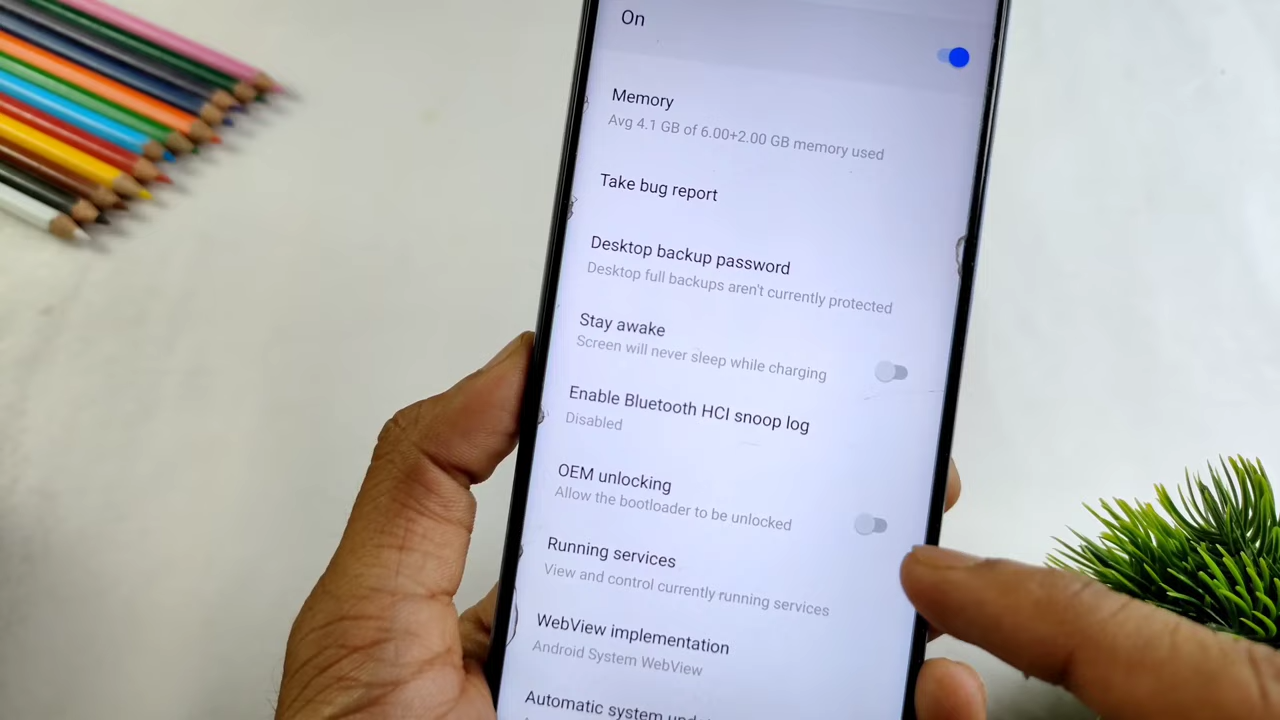 On
Memory
Avg 4.1 GB of 6.00+2.00 GB memory used
Take bug report
Desktop backup password
Desktop full backups aren't currently protected
Stay awake
Screen will never sleep while charging
Enable Bluetooth HCI snoop log
Disabled
OEM unlocking
Allow the bootloader to be unlocked
Running services
View and control currently running services
WebView implementation
Android System WebView
Automatic system